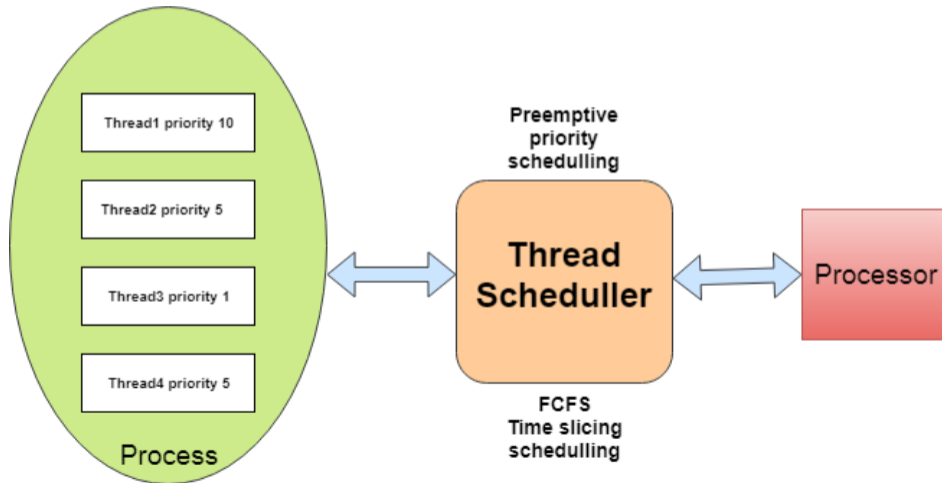 Thread1 priority 10
Thread2 priority 5
Thread3 priority 1
Thread4 priority 5
Process
Preemptive
priority
schedulling
Thread
Scheduller
FCFS
Time slicing
schedulling
Processor